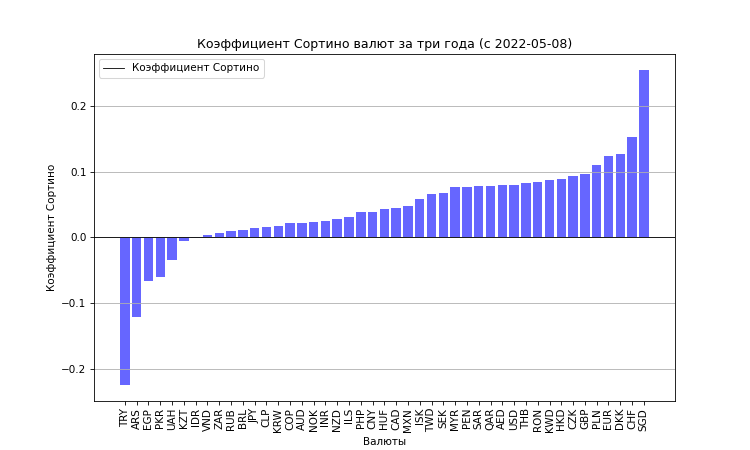 Коэффициент Сортино валют за три года (с 2022-05-08)
Коэффициент Сортино
Коэффициент Сортино
0.2
0.1
0.0
−0.1
−0.2
TRY
ARS
EGP
PKR
UAH
KZT
IDR
VND
ZAR
RUB
BRL
JPY
CLP
KRW
COP
AUD
NOK
INR
NZD
ILS
PHP
CNY
HUF
CAD
MXN
ISK
TWD
SEK
MYR
PEN
SAR
QAR
AED
USD
THB
RON
KWD
HKD
CZK
GBP
PLN
EUR
DKK
CHF
SGD
Валюты